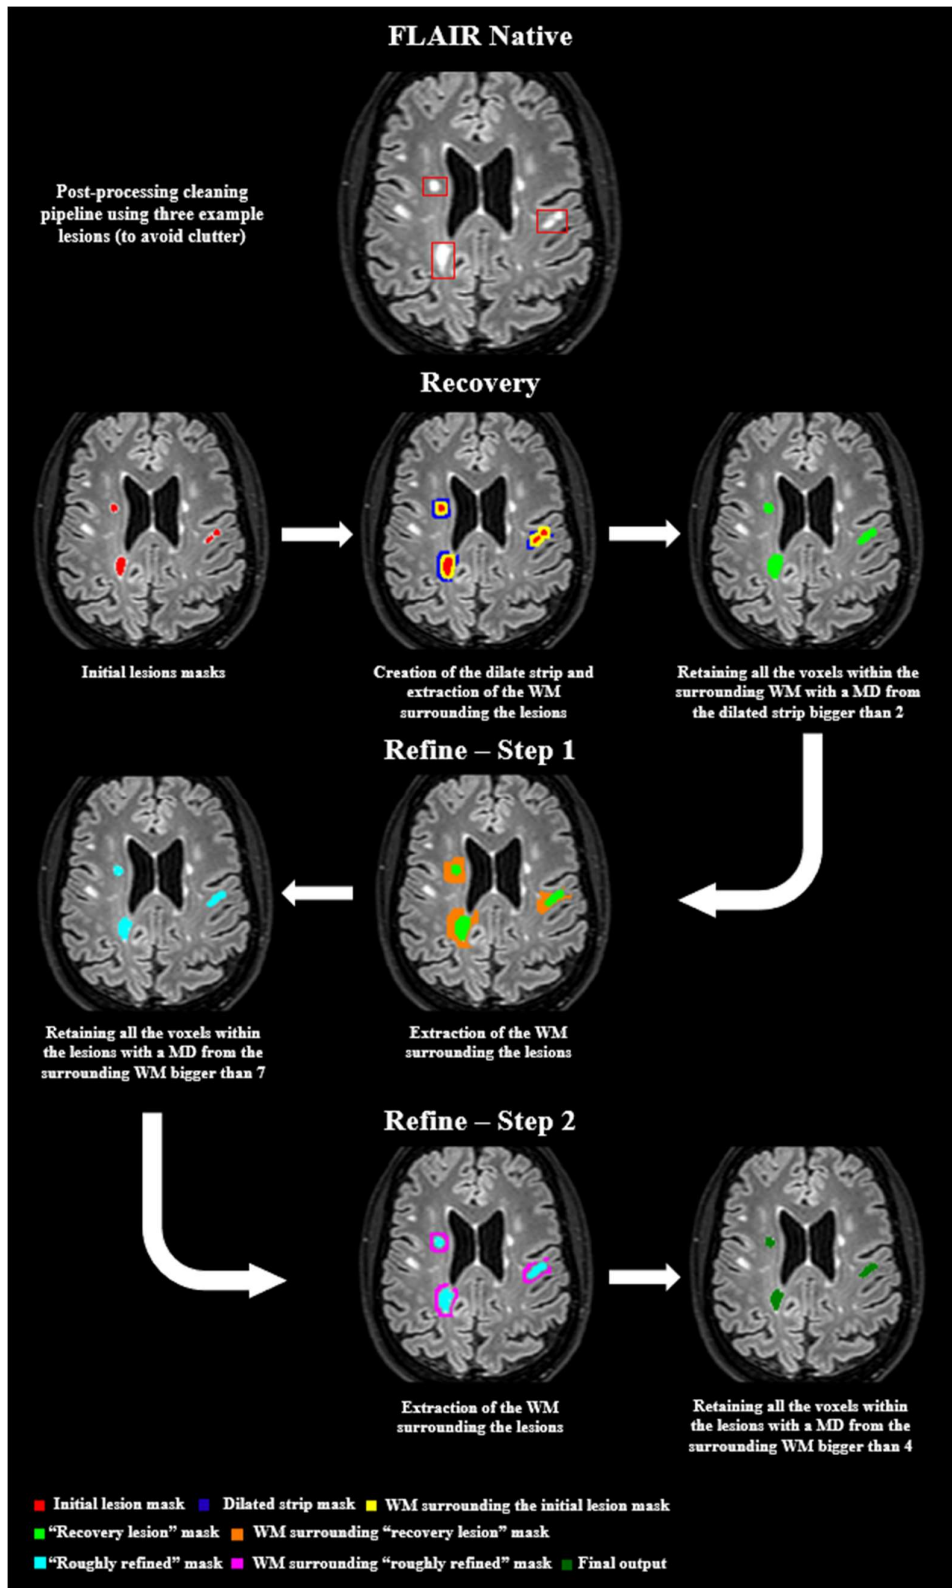 FLAIR Native
Post-processing cleaning
pipeline using three example
lesions (to avoid clutter)
Recovery
Initial lesions masks
Creation of the dilate strip and
extraction of the WM
surrounding the lesions
Retaining all the voxels within the
surrounding WM with a MD from
the dilated strip bigger than 2
Refine – Step 1
Retaining all the voxels within
the lesions with a MD from the
surrounding WM bigger than 7
Extraction of the WM
surrounding the lesions
Refine – Step 2
Extraction of the WM
surrounding the lesions
Retaining all the voxels within
the lesions with a MD from the
surrounding WM bigger than 4
Initial lesion mask Dilated strip mask WM surrounding the initial lesion mask
“Recovery lesion” mask WM surrounding “recovery lesion” mask
“Roughly refined” mask WM surrounding “roughly refined” mask Final output